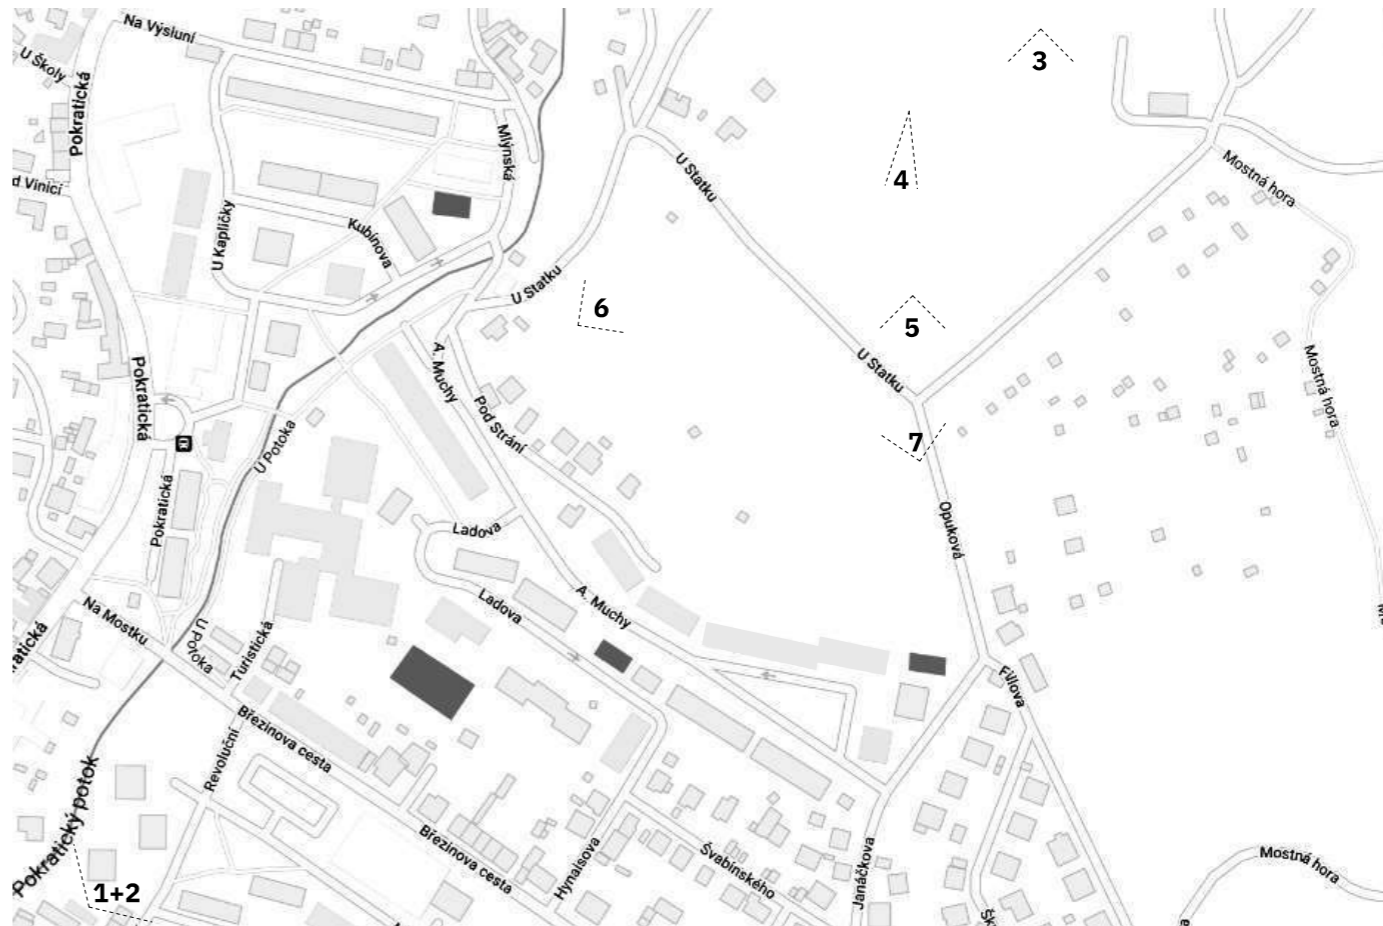 Na Výsluní
3
U Školy
Pokratická
Mlýnská
Mostná hora
U Statku
4
d Vinicí
U Kapličky
Kubínova
U Statku
6
5
Mostná hora
A. Muchy
U Statku
Pokratická
Pod Strání
7
U Potoka
Pokratická
Ladova
Opuková
Ladova
A. Muchy
Na Mostku
U Potoka
Turistická
ratická
Fillova
Březinova cesta
Revoluční
Pokratický potok
Březinova cesta
Hynaisova
Švabinského
Janáčkova
Mostná hora
1+2
Šk